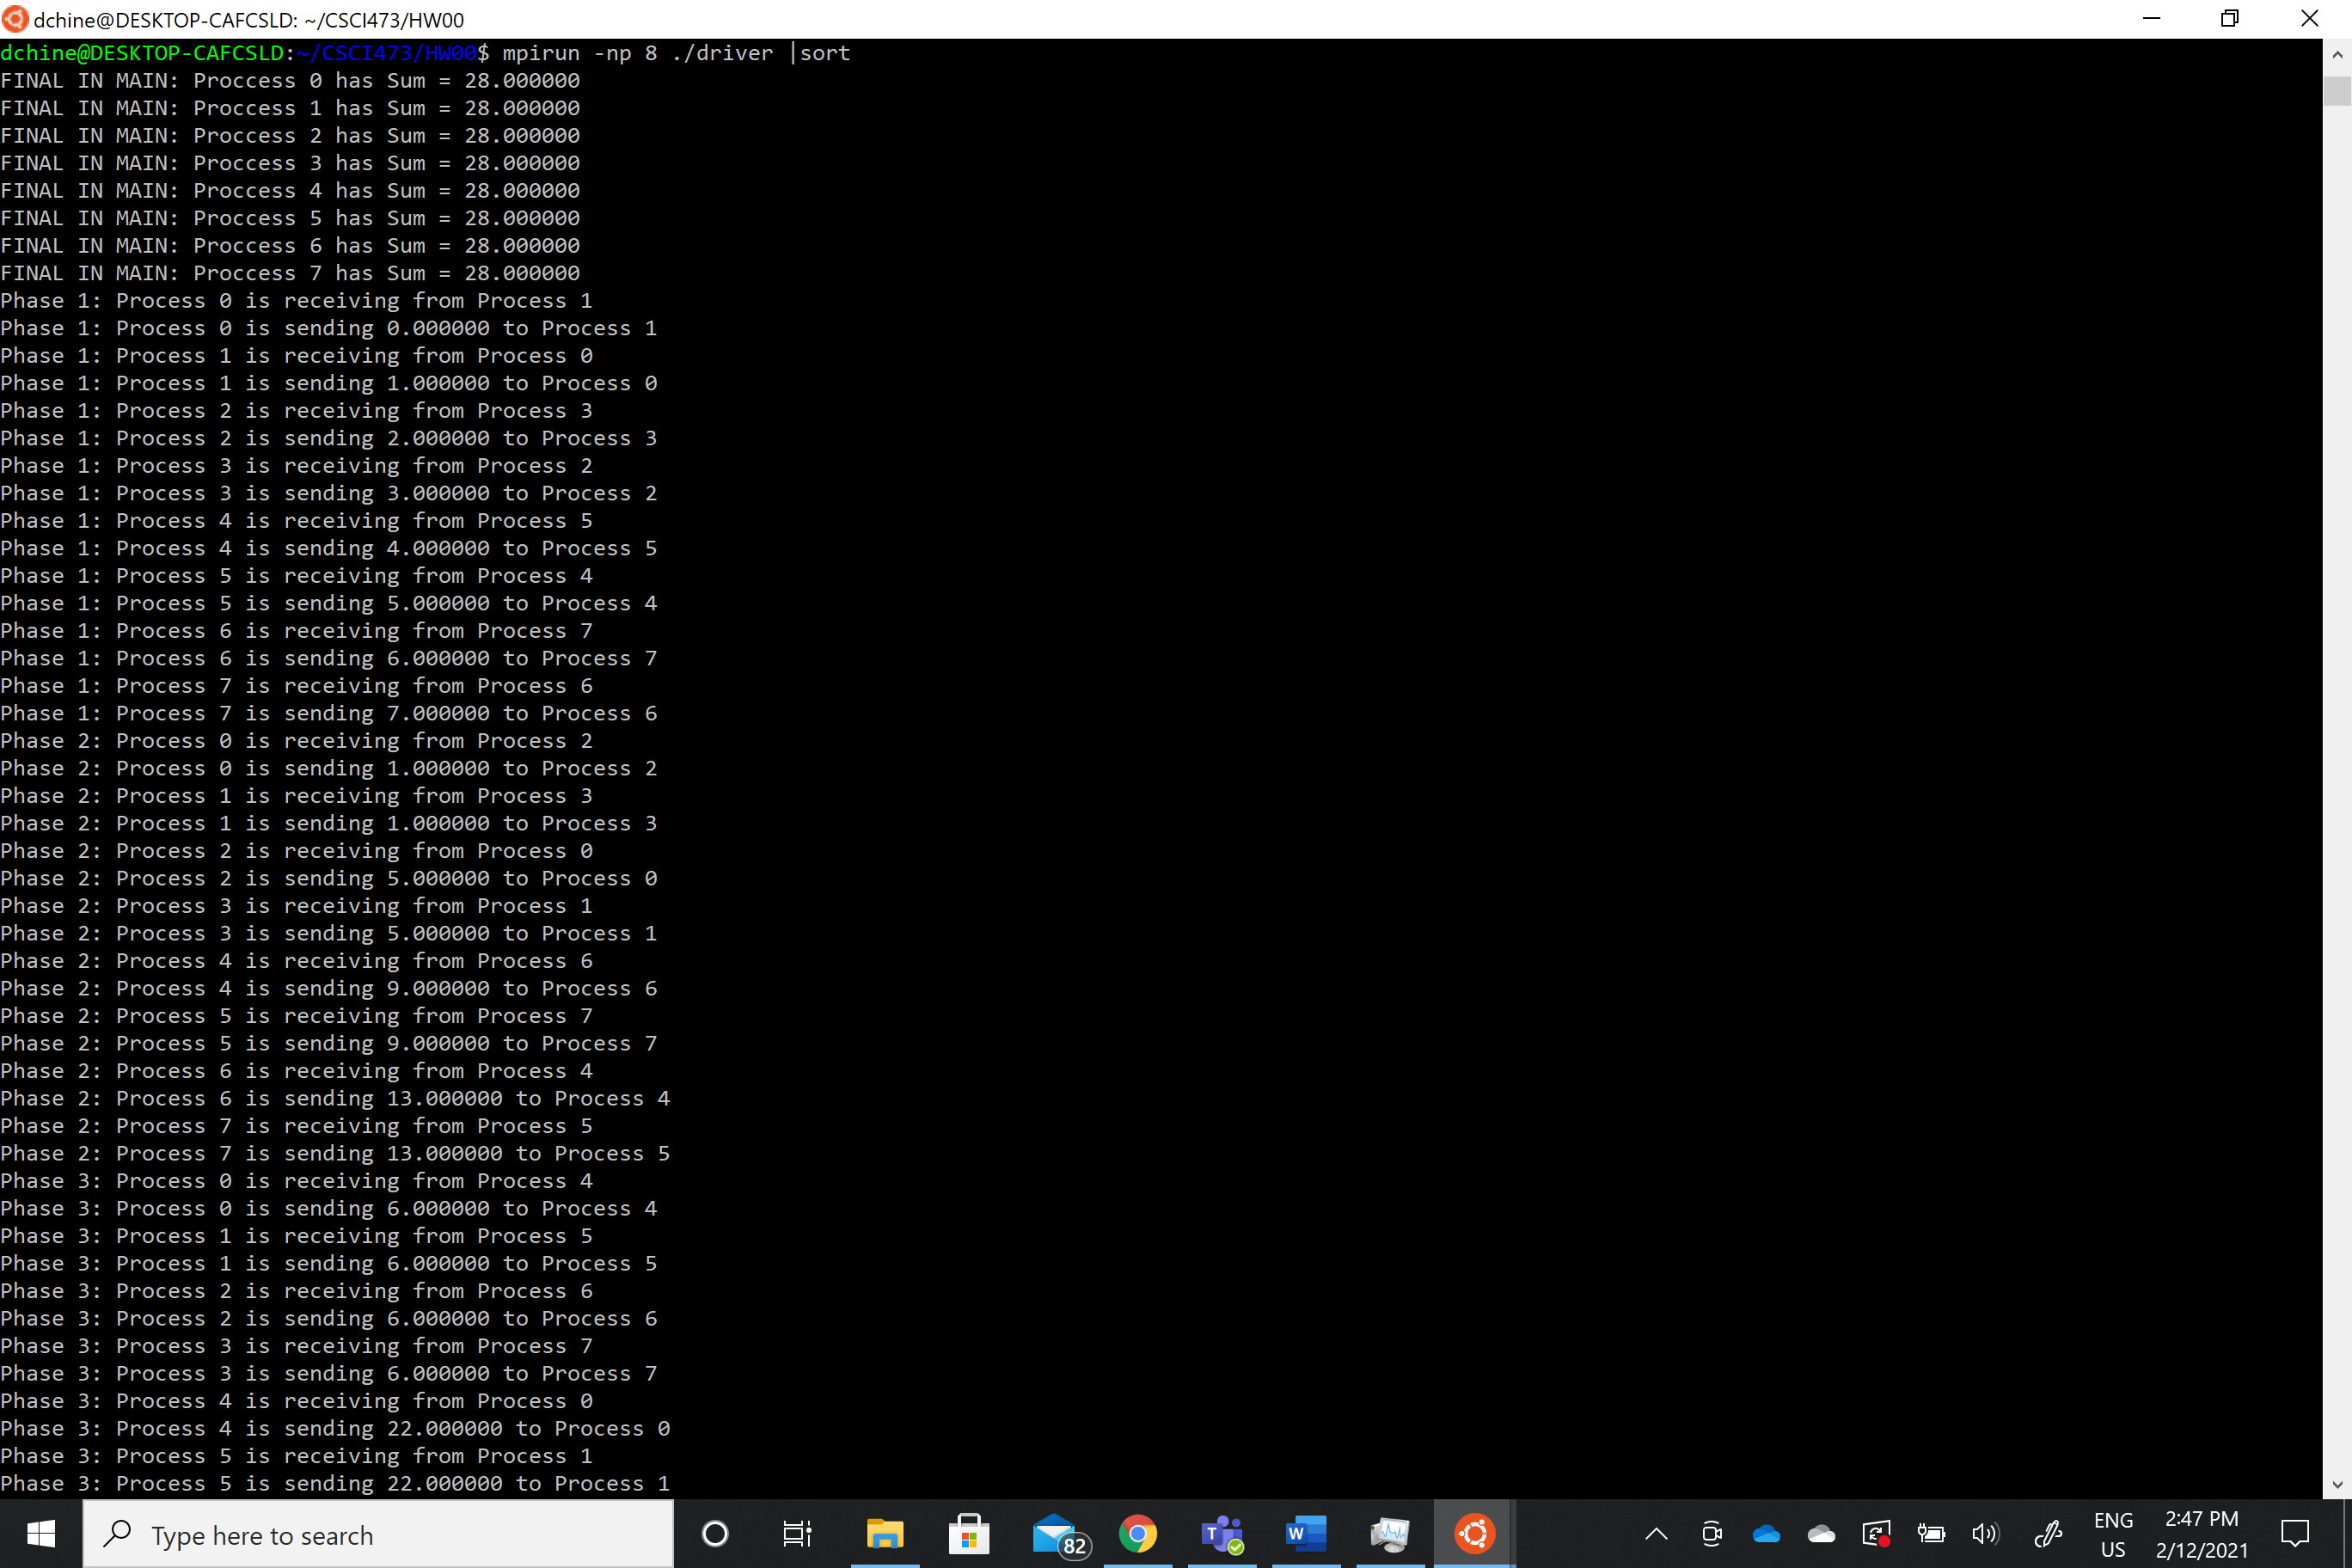 dchine@DESKTOP-CAFCSLD: ~/CSCI473/HW00
dchine@DESKTOP-CAFCSLD:~/CSCI473/HW00$ mpirun -np 8 ./driver |sort
FINAL IN MAIN: Proccess 0 has Sum = 28.000000
FINAL IN MAIN: Proccess 1 has Sum = 28.000000
FINAL IN MAIN: Proccess 2 has Sum = 28.000000
FINAL IN MAIN: Proccess 3 has Sum = 28.000000
FINAL IN MAIN: Proccess 4 has Sum = 28.000000
FINAL IN MAIN: Proccess 5 has Sum = 28.000000
FINAL IN MAIN: Proccess 6 has Sum = 28.000000
FINAL IN MAIN: Proccess 7 has Sum = 28.000000
Phase 1: Process 0 is receiving from Process 1
Phase 1: Process 0 is sending 0.000000 to Process 1
Phase 1: Process 1 is receiving from Process 0
Phase 1: Process 1 is sending 1.000000 to Process 0
Phase 1: Process 2 is receiving from Process 3
Phase 1: Process 2 is sending 2.000000 to Process 3
Phase 1: Process 3 is receiving from Process 2
Phase 1: Process 3 is sending 3.000000 to Process 2
Phase 1: Process 4 is receiving from Process 5
Phase 1: Process 4 is sending 4.000000 to Process 5
Phase 1: Process 5 is receiving from Process 4
Phase 1: Process 5 is sending 5.000000 to Process 4
Phase 1: Process 6 is receiving from Process 7
Phase 1: Process 6 is sending 6.000000 to Process 7
Phase 1: Process 7 is receiving from Process 6
Phase 1: Process 7 is sending 7.000000 to Process 6
Phase 2: Process 0 is receiving from Process 2
Phase 2: Process 0 is sending 1.000000 to Process 2
Phase 2: Process 1 is receiving from Process 3
Phase 2: Process 1 is sending 1.000000 to Process 3
Phase 2: Process 2 is receiving from Process 0
Phase 2: Process 2 is sending 5.000000 to Process 0
Phase 2: Process 3 is receiving from Process 1
Phase 2: Process 3 is sending 5.000000 to Process 1
Phase 2: Process 4 is receiving from Process 6
Phase 2: Process 4 is sending 9.000000 to Process 6
Phase 2: Process 5 is receiving from Process 7
Phase 2: Process 5 is sending 9.000000 to Process 7
Phase 2: Process 6 is receiving from Process 4
Phase 2: Process 6 is sending 13.000000 to Process 4
Phase 2: Process 7 is receiving from Process 5
Phase 2: Process 7 is sending 13.000000 to Process 5
Phase 3: Process 0 is receiving from Process 4
Phase 3: Process 0 is sending 6.000000 to Process 4
Phase 3: Process 1 is receiving from Process 5
Phase 3: Process 1 is sending 6.000000 to Process 5
Phase 3: Process 2 is receiving from Process 6
Phase 3: Process 2 is sending 6.000000 to Process 6
Phase 3: Process 3 is receiving from Process 7
Phase 3: Process 3 is sending 6.000000 to Process 7
Phase 3: Process 4 is receiving from Process 0
Phase 3: Process 4 is sending 22.000000 to Process 0
Phase 3: Process 5 is receiving from Process 1
Phase 3: Process 5 is sending 22.000000 to Process 1
Type here to search
82
T
W
ENG
US
2:47 PM
2/12/2021